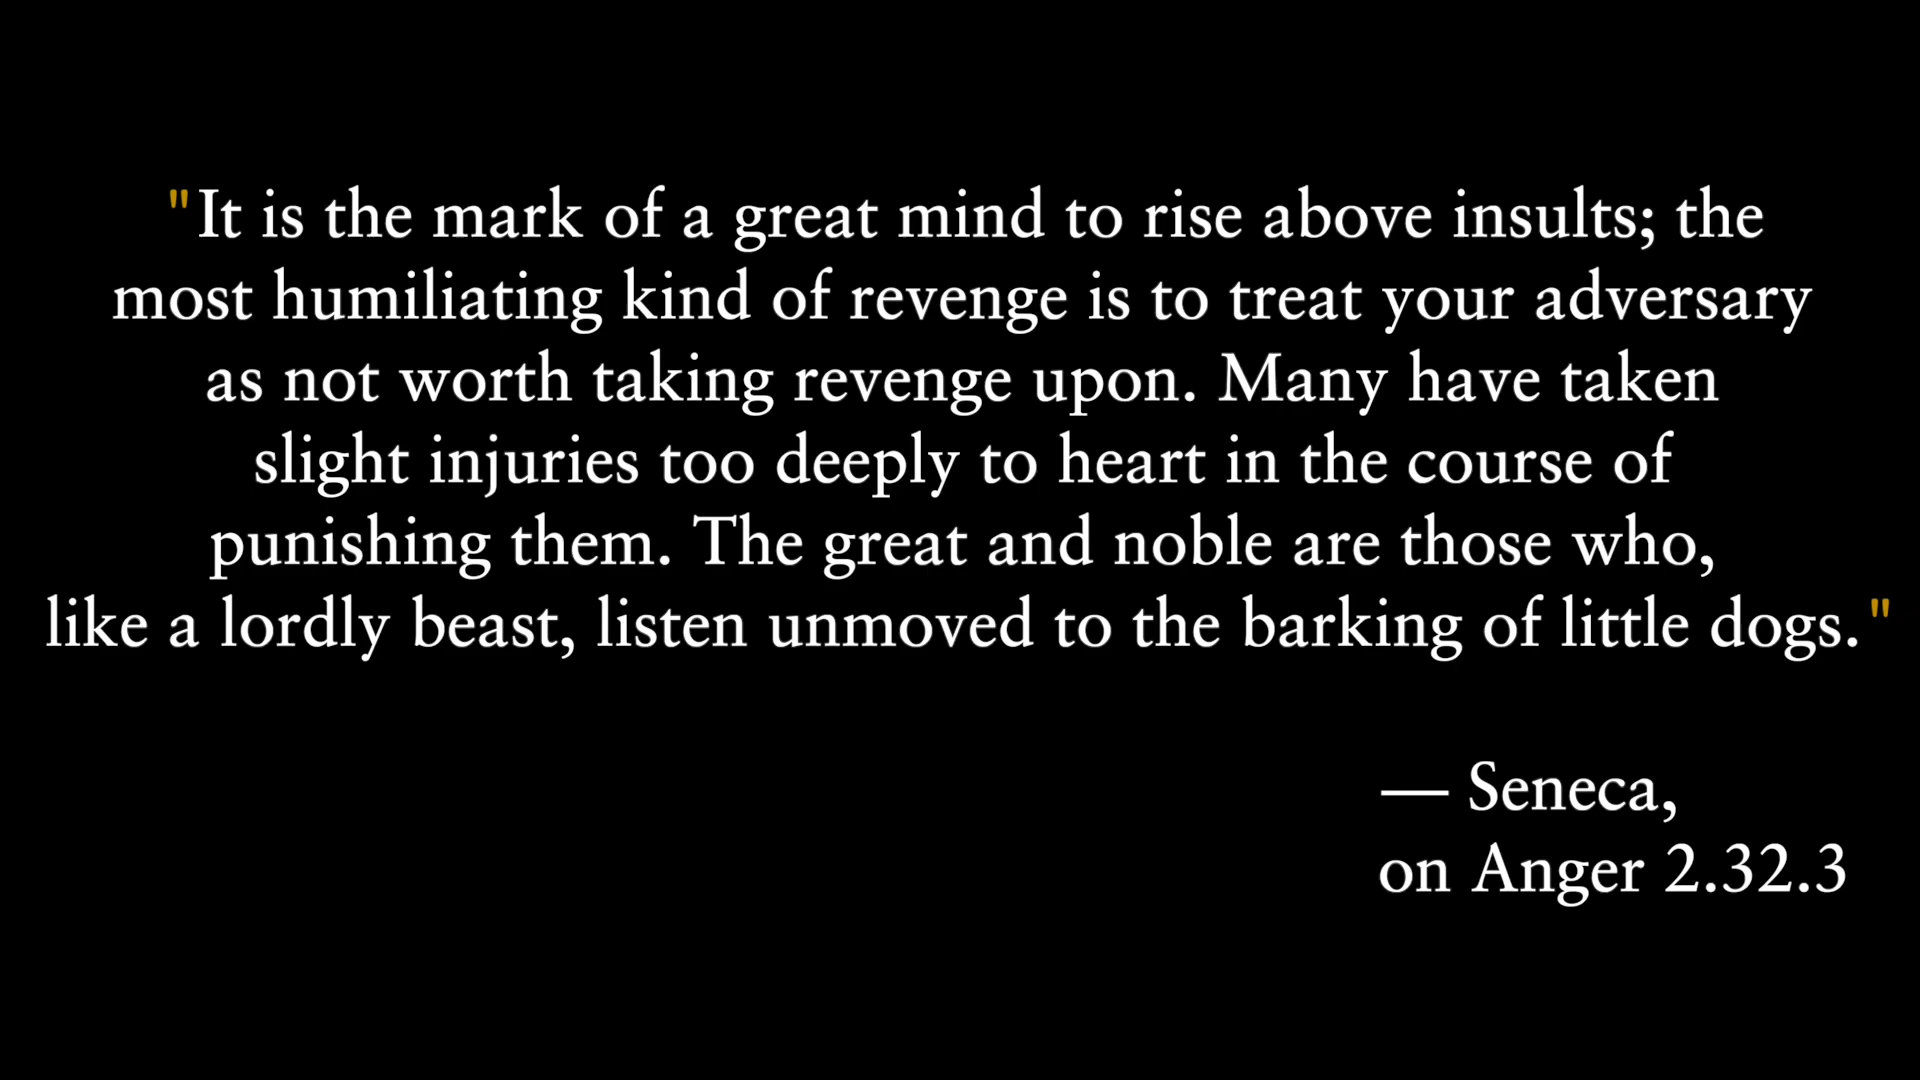 "It is the mark of a great mind to rise above insults; the
most humiliating kind of revenge is to treat your adversary
as not worth taking revenge upon. Many have taken
slight injuries too deeply to heart in the course of
punishing them. The great and noble are those who,
like a lordly beast, listen unmoved to the barking of little dogs."
— Seneca,
on Anger 2.32.3